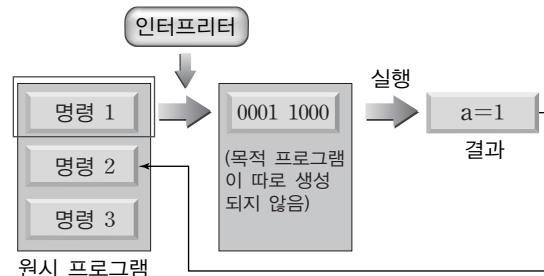 인터프리터
명령 1
명령 2
명령 3
원시 프로그램
0001 1000
(목적 프로그램
이 따로 생성
되지 않음)
실행
a=1
결과